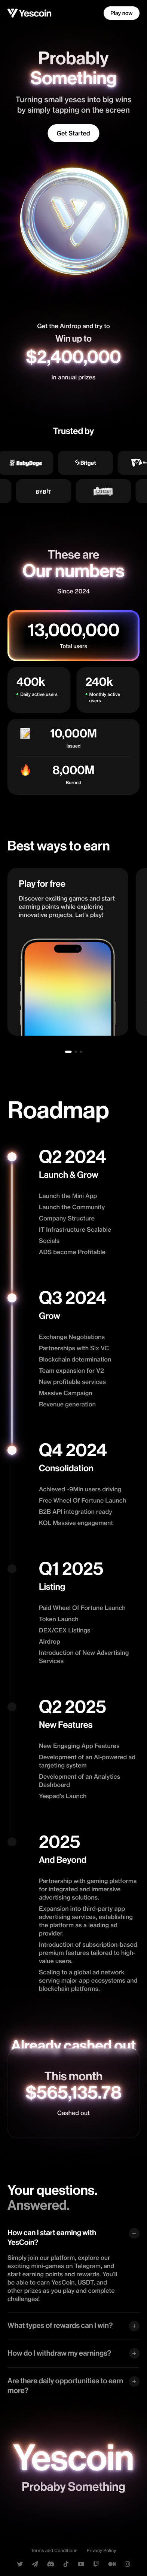 Yescoin
Play now
Probably
Something
Turning small yeses into big wins
by simply tapping on the screen
Get Started
Get the Airdrop and try to
Win up to
$2,400,000
in annual prizes
Trusted by
BabyDoge
Bitget
BYBIT
These are
Our numbers
Since 2024
13,000,000
Total users
400k
Daily active users
240k
Monthly active
users
10,000M
Issued
8,000M
Burned
Best ways to earn
Play for free
Discover exciting games and start
earning points while exploring
innovative projects. Let's play!
Roadmap
Q2 2024
Launch & Grow
Launch the Mini App
Launch the Community
Company Structure
IT Infrastructure Scalable
Socials
ADS become Profitable
Q3 2024
Grow
Exchange Negotiations
Partnerships with Six VC
Blockchain determination
Team expansion for V2
New profitable services
Massive Campaign
Revenue generation
Q4 2024
Consolidation
Achieved ~9Mln users driving
Free Wheel Of Fortune Launch
B2B API integration ready
KOL Massive engagement
Q1 2025
Listing
Paid Wheel Of Fortune Launch
Token Launch
DEX/CEX Listings
Airdrop
Introduction of New Advertising
Services
Q2 2025
New Features
New Engaging App Features
Development of an AI-powered ad
targeting system
Development of an Analytics
Dashboard
Yespad's Launch
2025
And Beyond
Partnership with gaming platforms
for integrated and immersive
advertising solutions.
Expansion into third-party app
advertising services, establishing
the platform as a leading ad
provider.
Introduction of subscription-based
premium features tailored to high-
value users.
Scaling to a global ad network
serving major app ecosystems and
blockchain platforms.
Already cashed out
This month
$565,135.78
Cashed out
Your questions.
Answered.
How can I start earning with
YesCoin?
Simply join our platform, explore our
exciting mini-games on Telegram, and
start earning points and rewards. You'll
be able to earn YesCoin, USDT, and
other prizes as you play and complete
challenges!
What types of rewards can I win?
How do I withdraw my earnings?
Are there daily opportunities to earn
more?
Yescoin
Probaby Something
Terms and Conditions
Privacy Policy